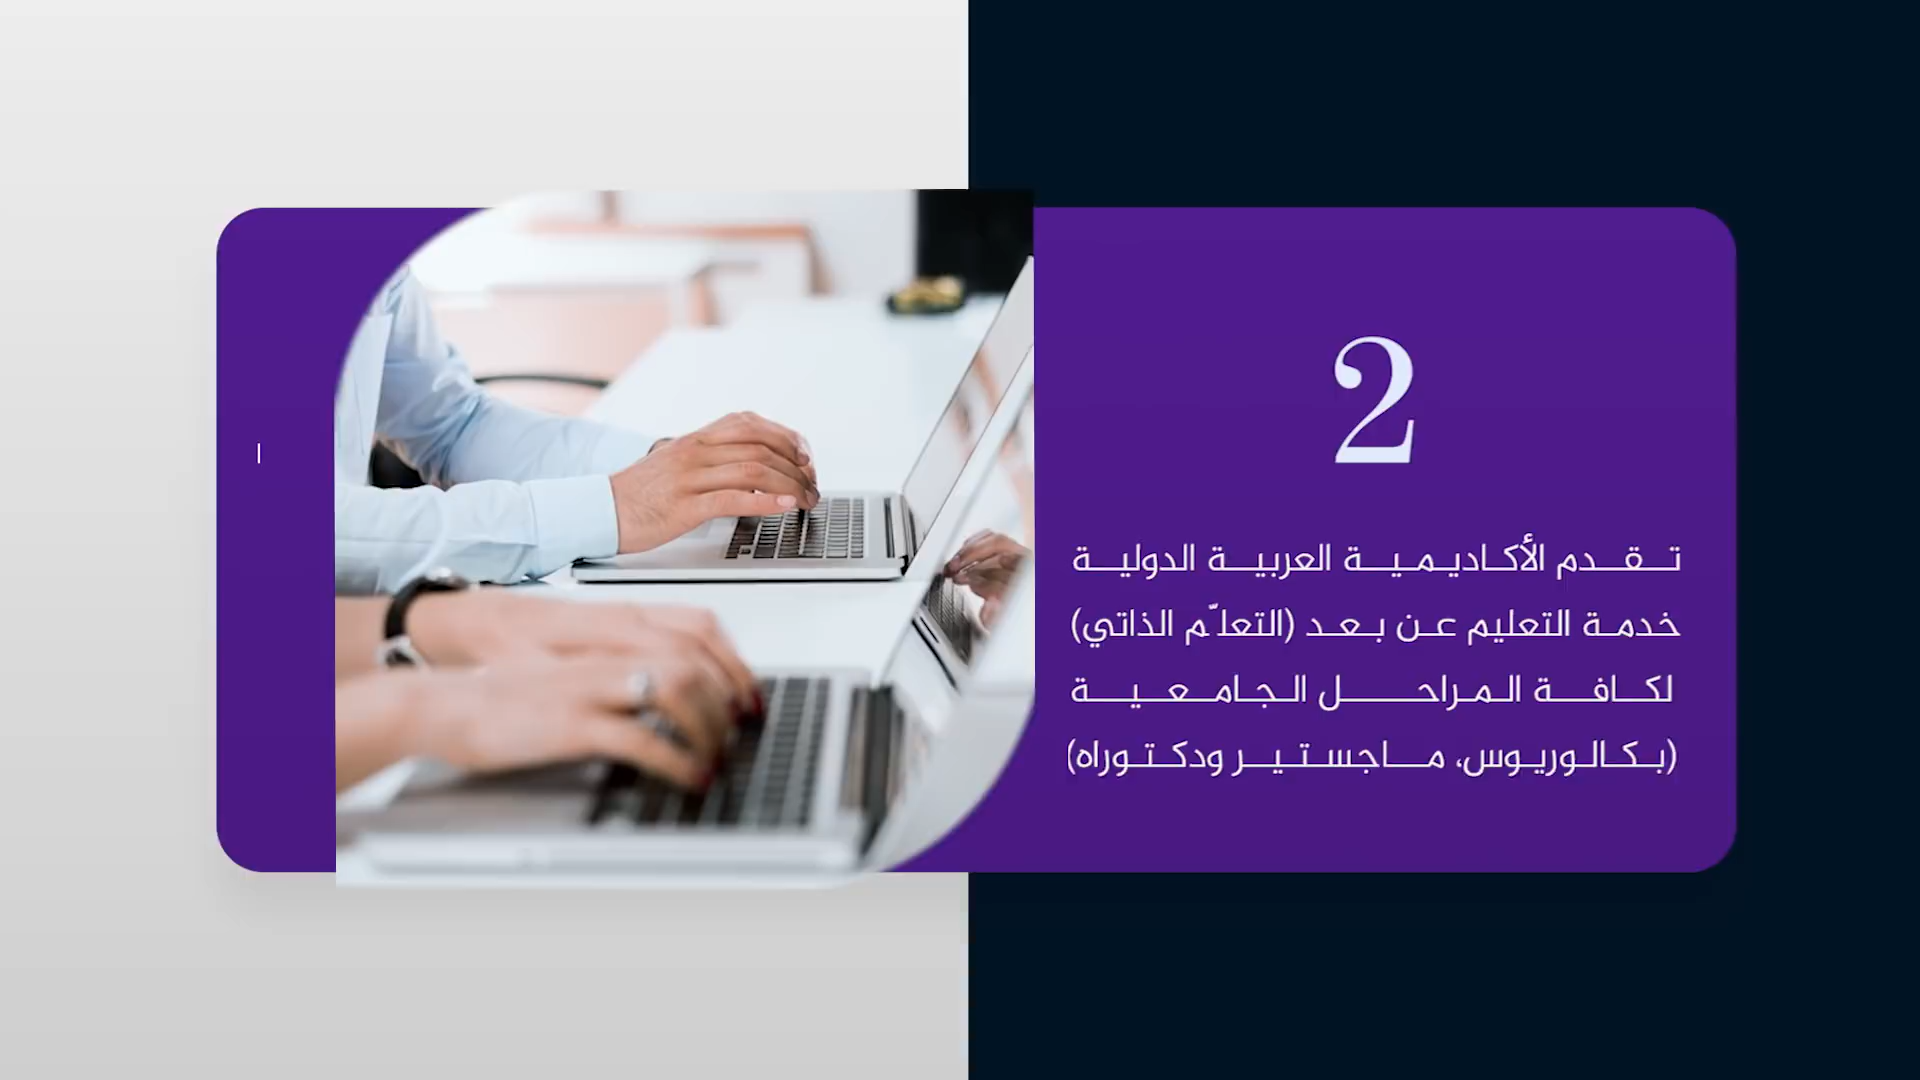 2
تقدم الأكاديمية العربية الدولية
خدمة التعليم عن بعد (التعلّم الذاتي)
لكافة المراحل الجامعية
(بكالوريوس، ماجستير ودكتوراه)
ا